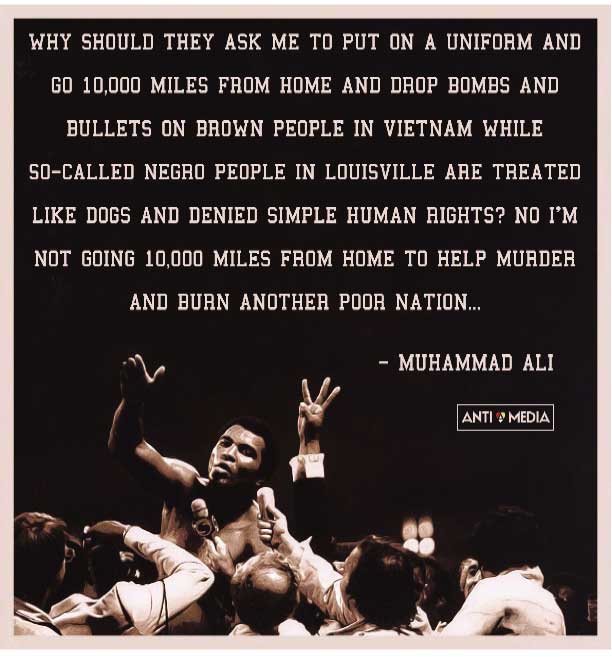 WHY SHOULD THEY ASK ME TO PUT ON A UNIFORM AND
GO 10,000 MILES FROM HOME AND DROP BOMBS AND
BULLETS ON BROWN PEOPLE IN VIETNAM WHILE
SO-CALLED NEGRO PEOPLE IN LOUISVILLE ARE TREATED
LIKE DOGS AND DENIED SIMPLE HUMAN RIGHTS? NO I'M
NOT GOING 10,000 MILES FROM HOME TO HELP MURDER
AND BURN ANOTHER POOR NATION...
- MUHAMMAD ALI
ANTI MEDIA